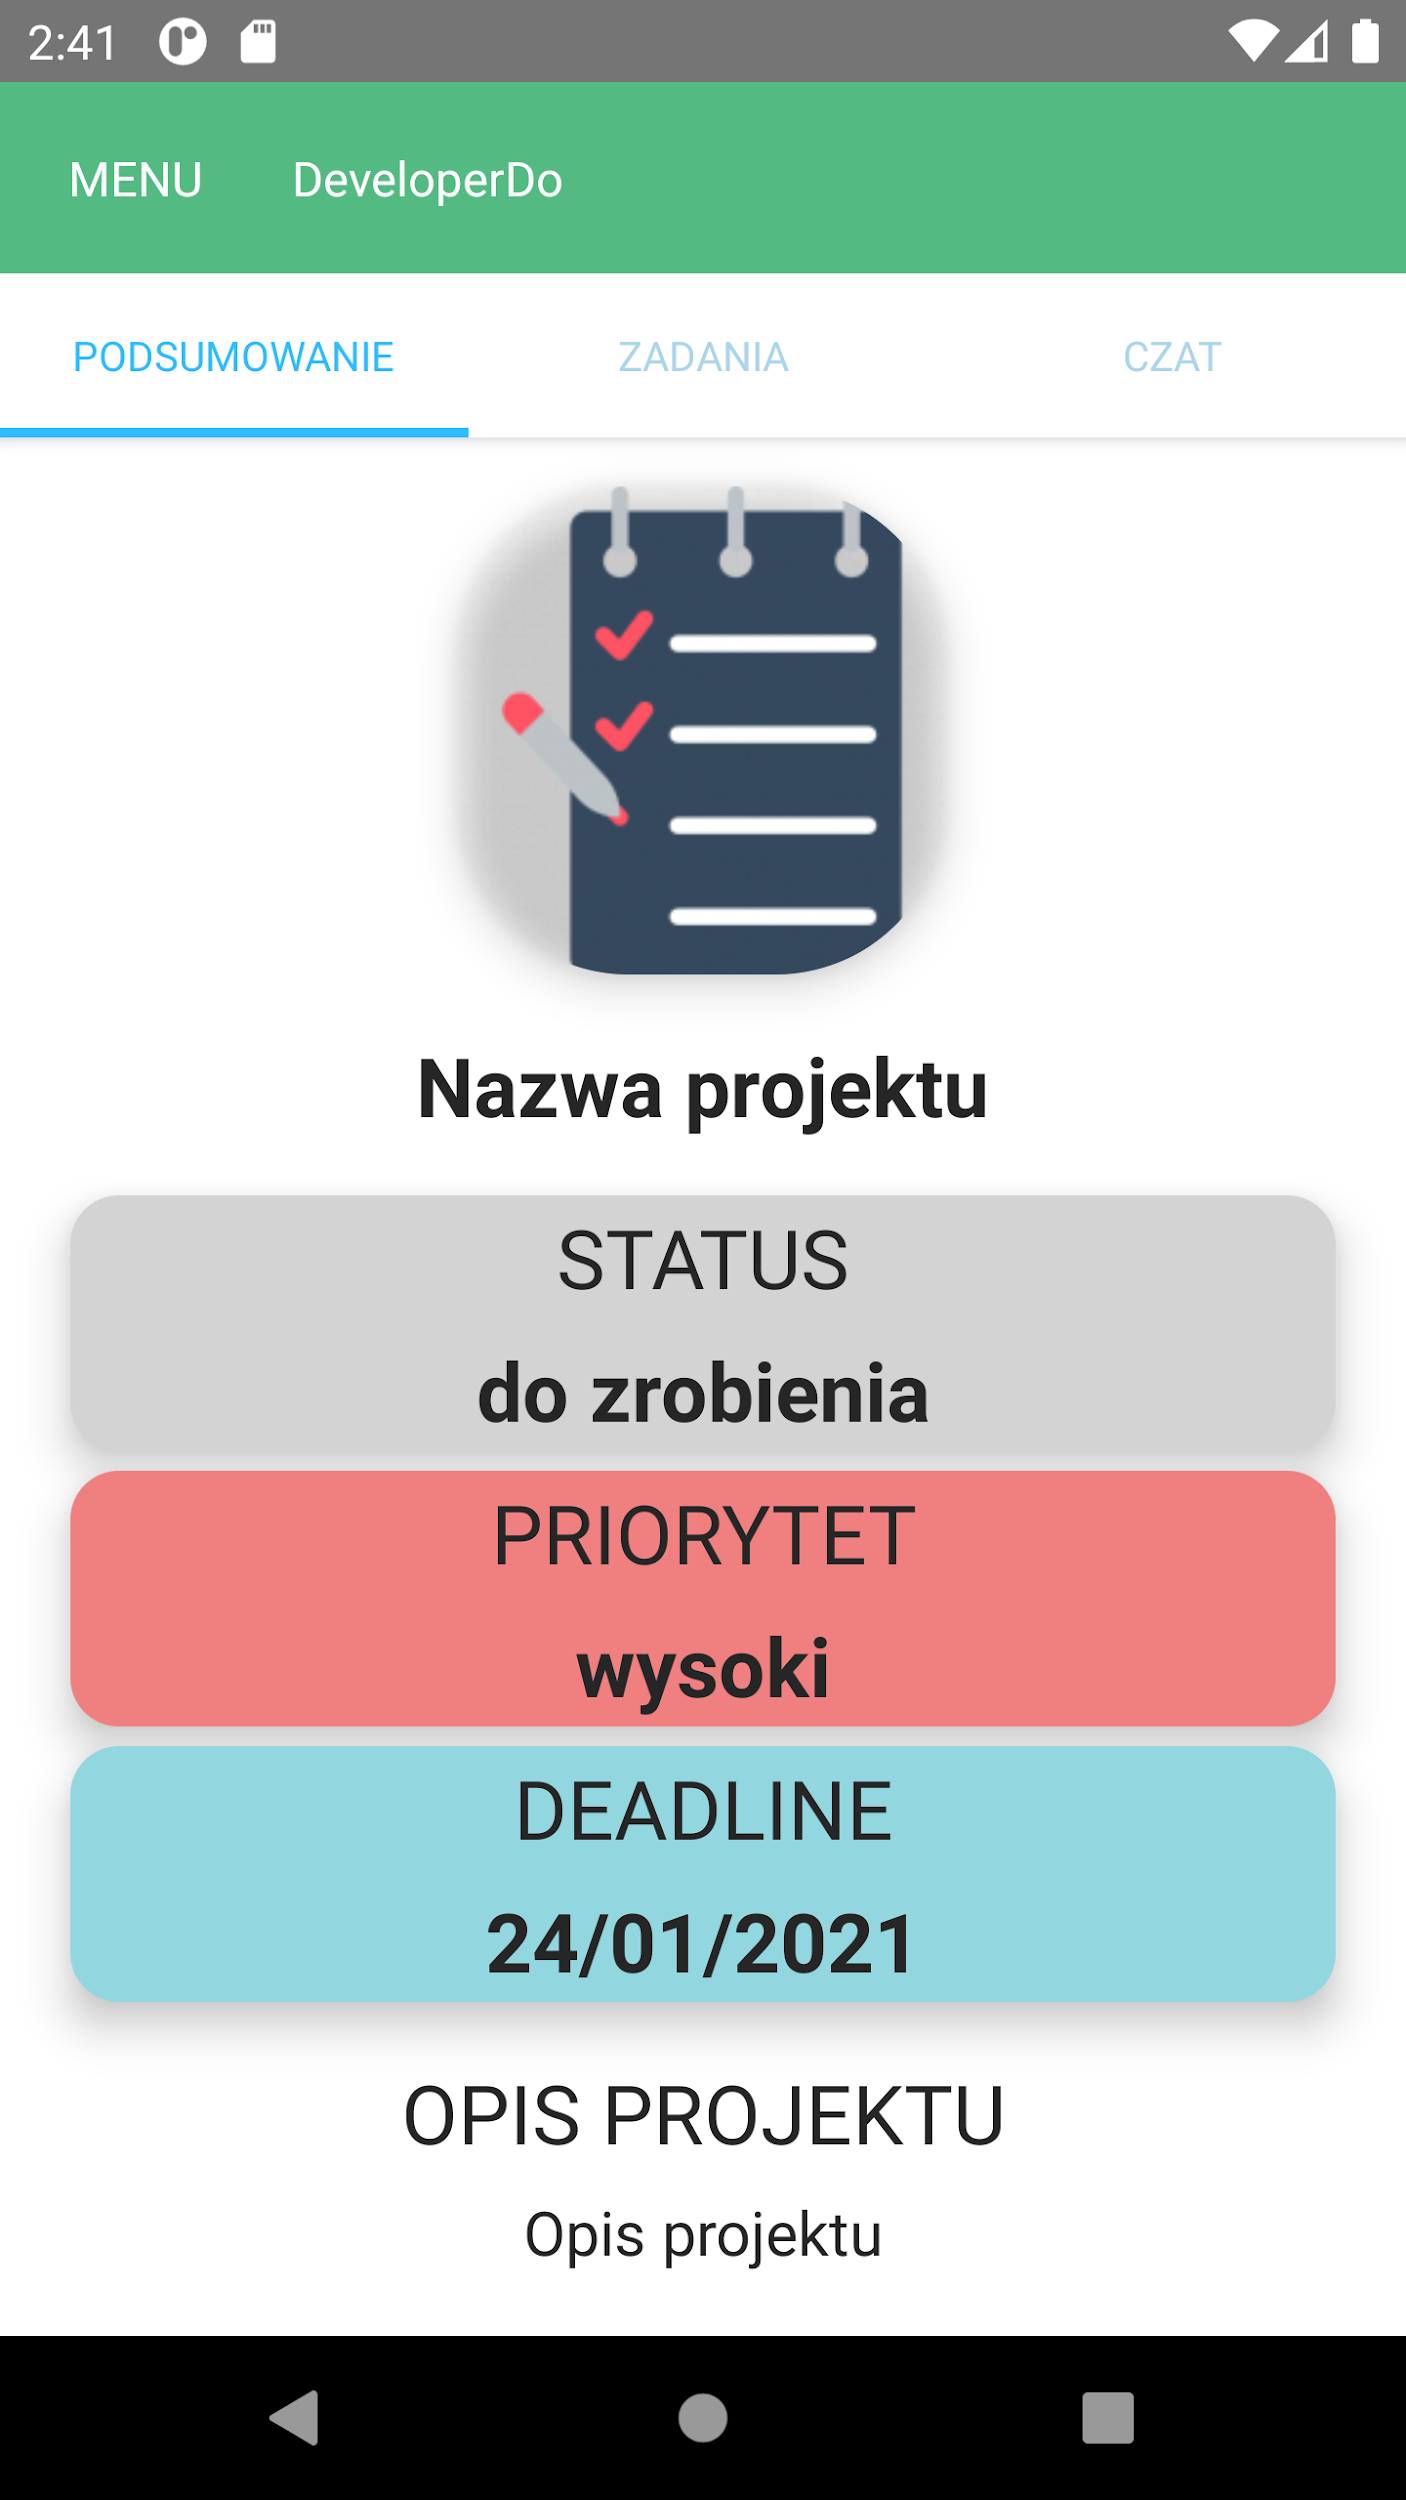 2:41
MENU DeveloperDo
PODSUMOWANIE ZADANIA CZAT
Nazwa projektu
STATUS
do zrobienia
PRIORYTET
wysoki
DEADLINE
24/01/2021
OPIS PROJEKTU
Opis projektu